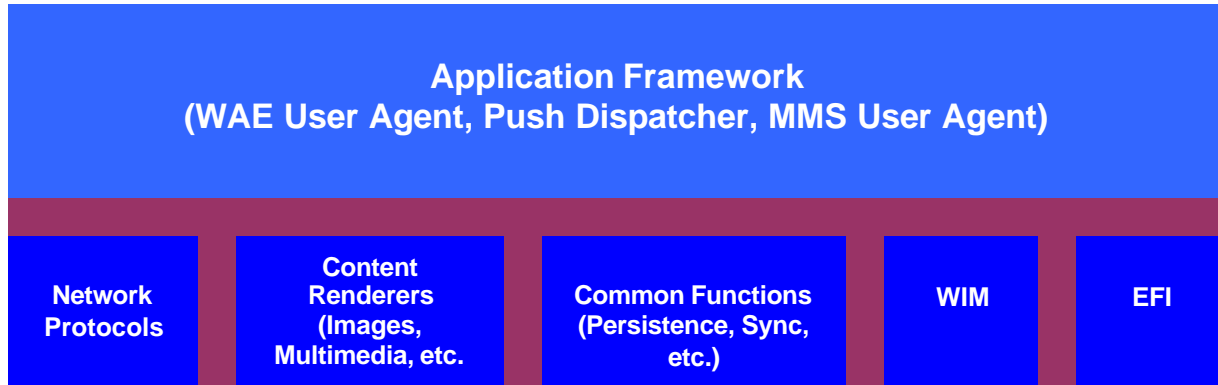 Application Framework
(WAE User Agent, Push Dispatcher, MMS User Agent)
Network
Protocols
Content
Renderers
(Images,
Multimedia, etc.
Common Functions
(Persistence, Sync,
etc.)
WIM
EFI